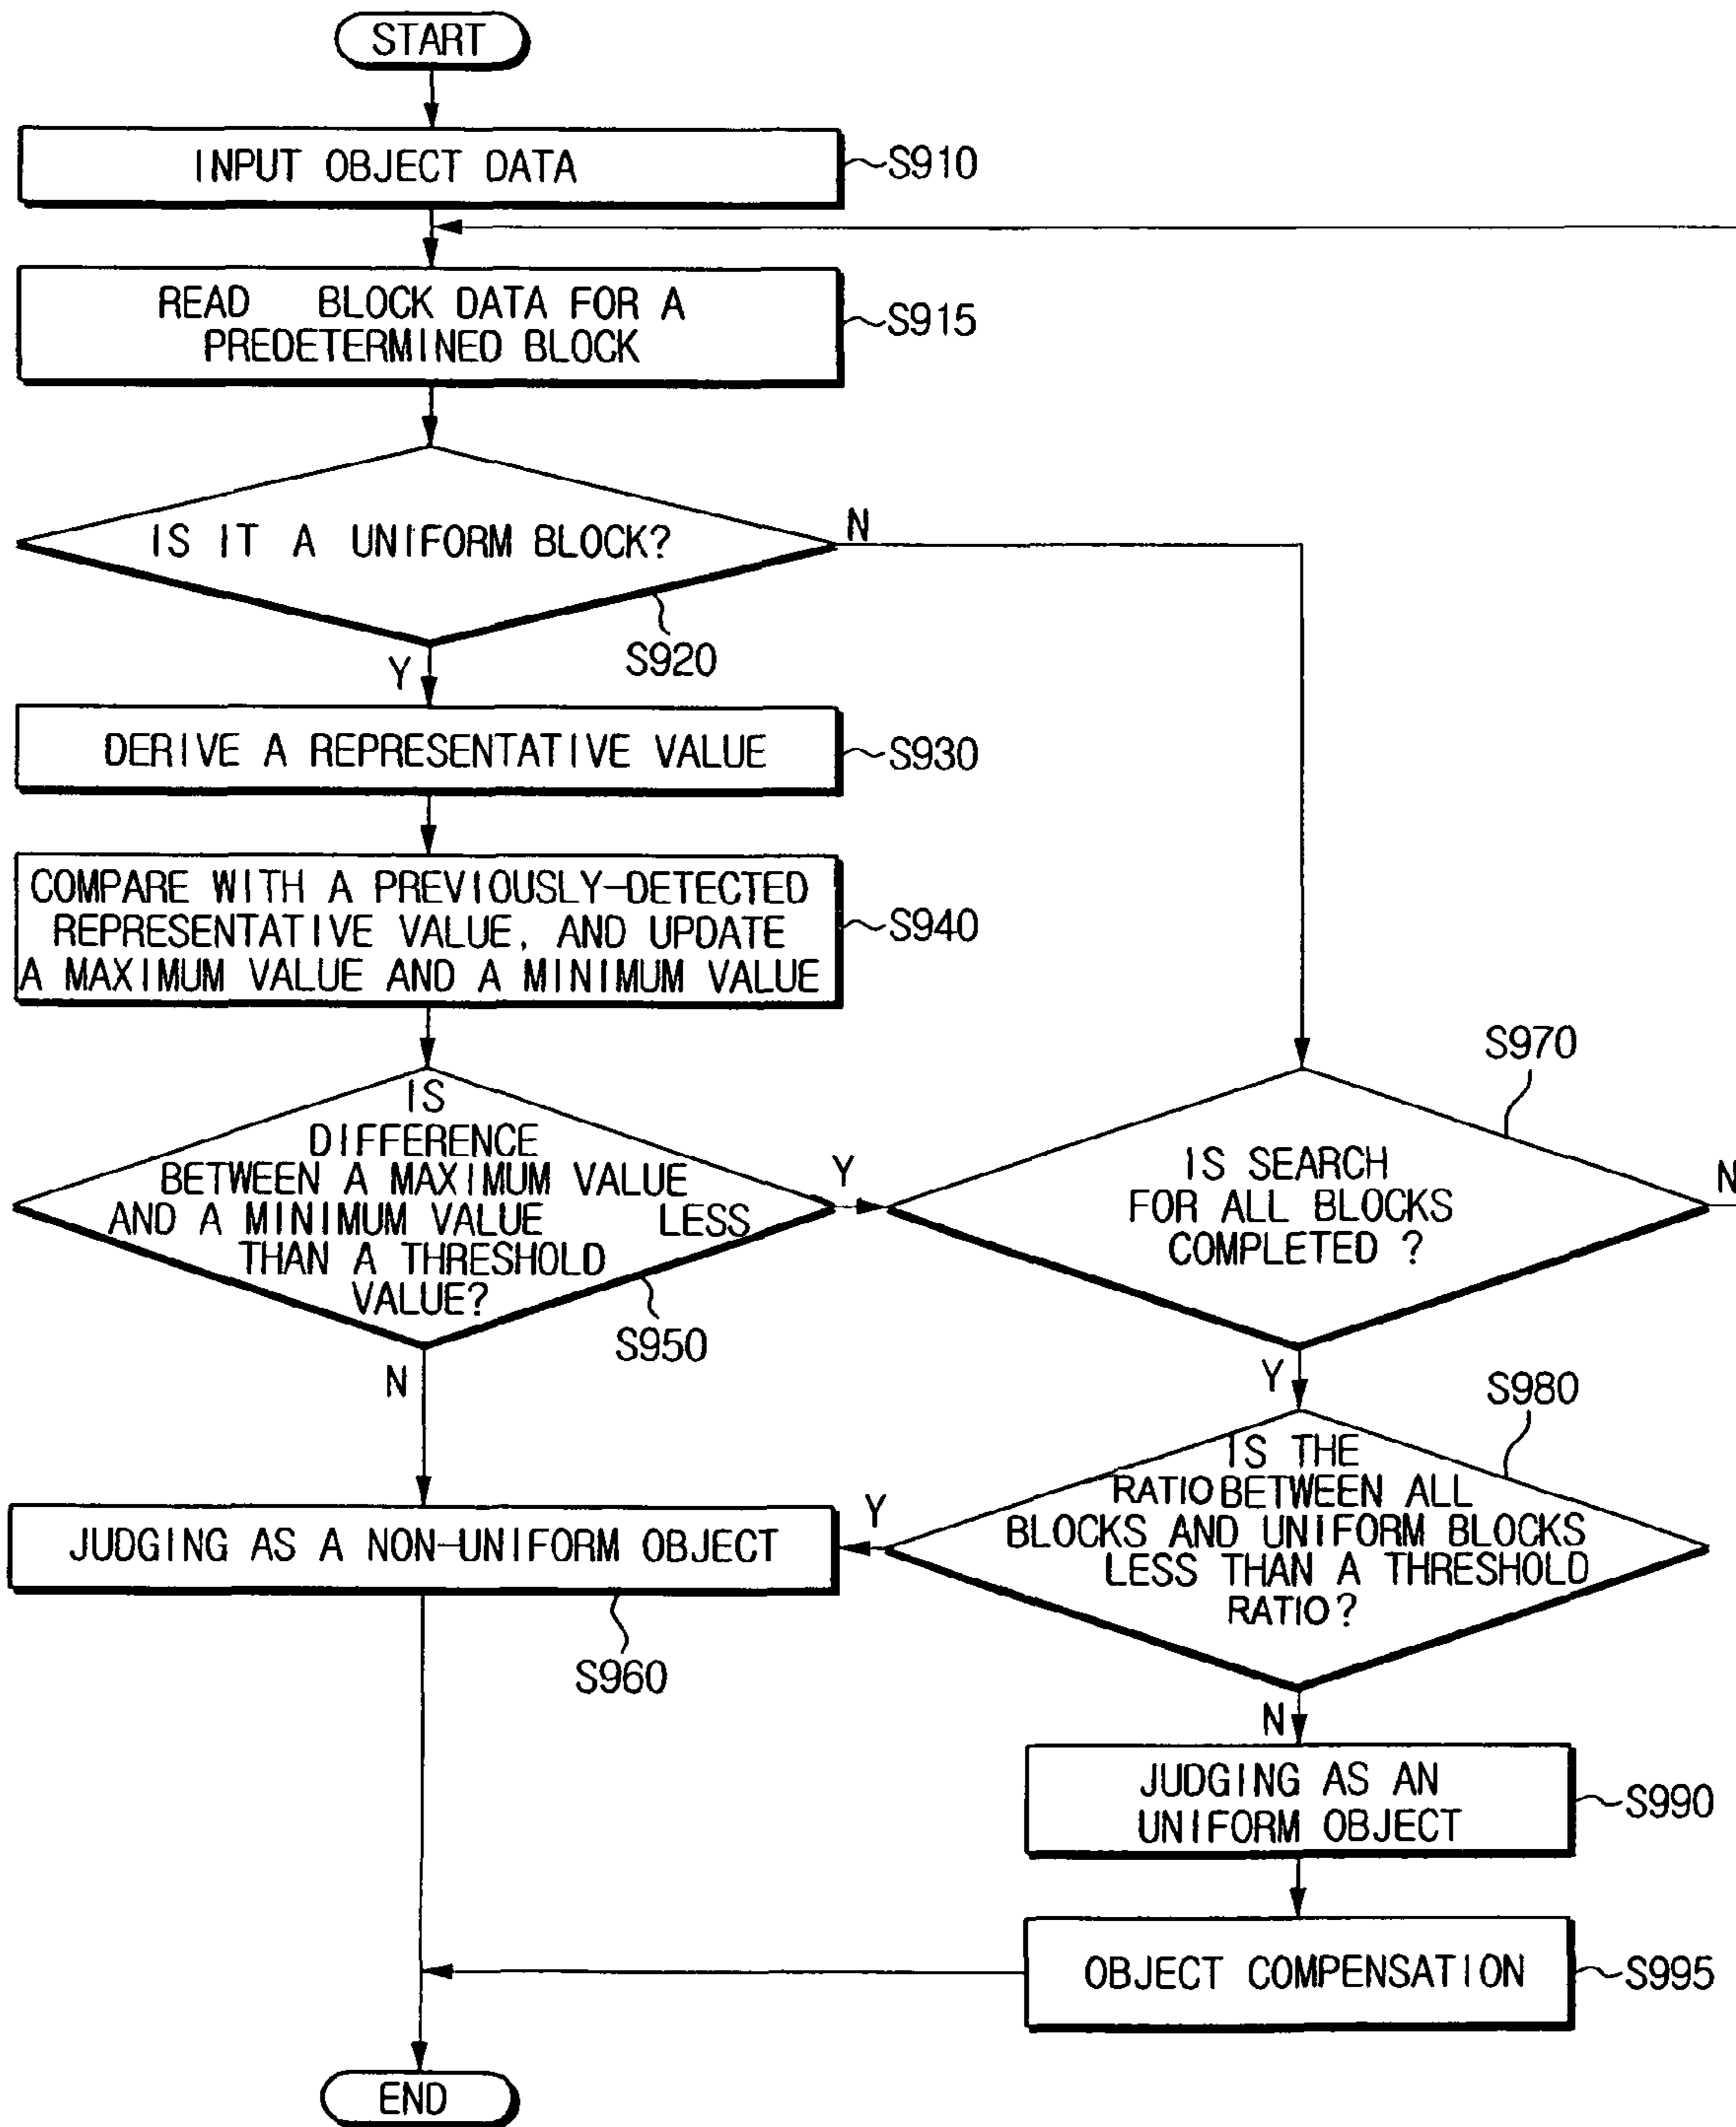 START
INPUT OBJECT DATA
S910
READ BLOCK DATA FOR A
PREDETERMINED BLOCK
S915
IS IT A UNIFORM BLOCK?
N
S920
Y
DERIVE A REPRESENTATIVE VALUE
S930
COMPARE WITH A PREVIOUSLY-DETECTED
REPRESENTATIVE VALUE, AND UPDATE
A MAXIMUM VALUE AND A MINIMUM VALUE
S940
IS
DIFFERENCE
BETWEEN A MAXIMUM VALUE
AND A MINIMUM VALUE LESS
THAN A THRESHOLD
VALUE?
Y
S950
N
S970
IS SEARCH
FOR ALL BLOCKS
COMPLETED ?
N
Y
S980
IS THE
RATIO BETWEEN ALL
BLOCKS AND UNIFORM BLOCKS
LESS THAN A THRESHOLD
RATIO?
Y
JUDGING AS A NON-UNIFORM OBJECT
S960
N
JUDGING AS AN
UNIFORM OBJECT
S990
OBJECT COMPENSATION
S995
END